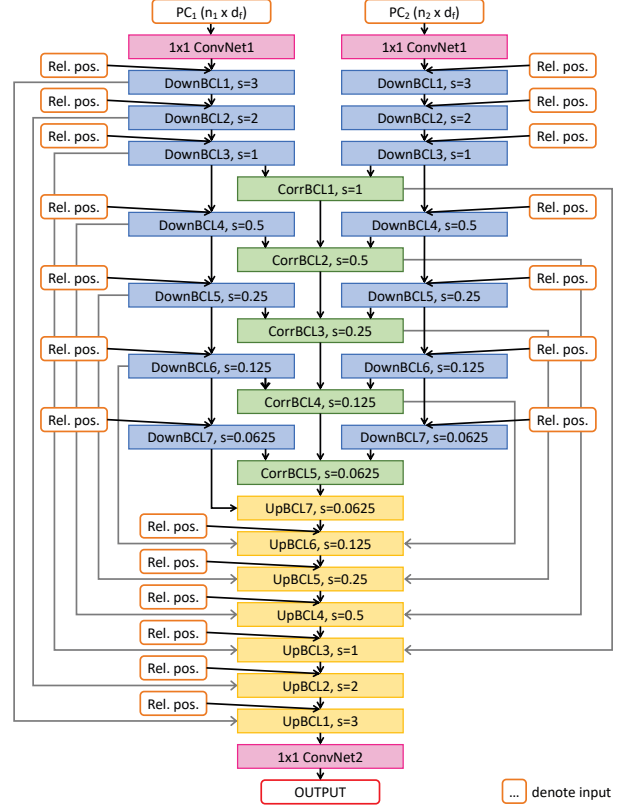 PC₁ (n₁ x d_f)
PC₂ (n₂ x d_f)
1x1 ConvNet1
1x1 ConvNet1
Rel. pos.
Rel. pos.
DownBCL1, s=3
DownBCL1, s=3
Rel. pos.
Rel. pos.
DownBCL2, s=2
DownBCL2, s=2
Rel. pos.
Rel. pos.
DownBCL3, s=1
DownBCL3, s=1
CorrBCL1, s=1
Rel. pos.
Rel. pos.
DownBCL4, s=0.5
DownBCL4, s=0.5
CorrBCL2, s=0.5
Rel. pos.
Rel. pos.
DownBCL5, s=0.25
DownBCL5, s=0.25
CorrBCL3, s=0.25
Rel. pos.
Rel. pos.
DownBCL6, s=0.125
DownBCL6, s=0.125
CorrBCL4, s=0.125
Rel. pos.
Rel. pos.
DownBCL7, s=0.0625
DownBCL7, s=0.0625
CorrBCL5, s=0.0625
UpBCL7, s=0.0625
Rel. pos.
UpBCL6, s=0.125
Rel. pos.
UpBCL5, s=0.25
Rel. pos.
UpBCL4, s=0.5
Rel. pos.
UpBCL3, s=1
Rel. pos.
UpBCL2, s=2
Rel. pos.
UpBCL1, s=3
1x1 ConvNet2
OUTPUT
... denote input